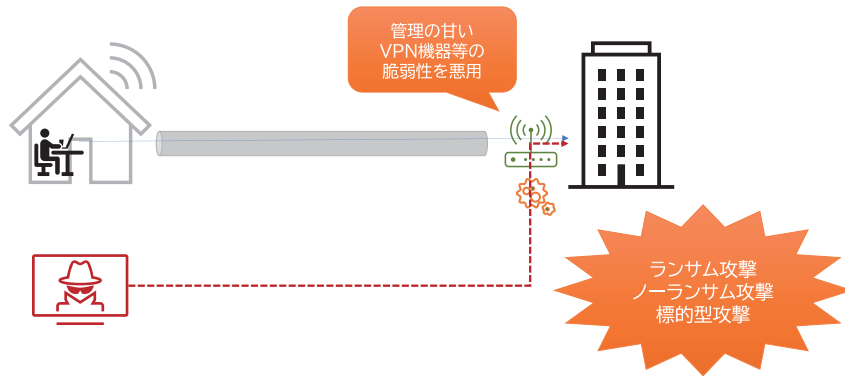 管理の甘い
VPN機器等の
脆弱性を悪用
ランサム攻撃
ノーランサム攻撃
標的型攻撃